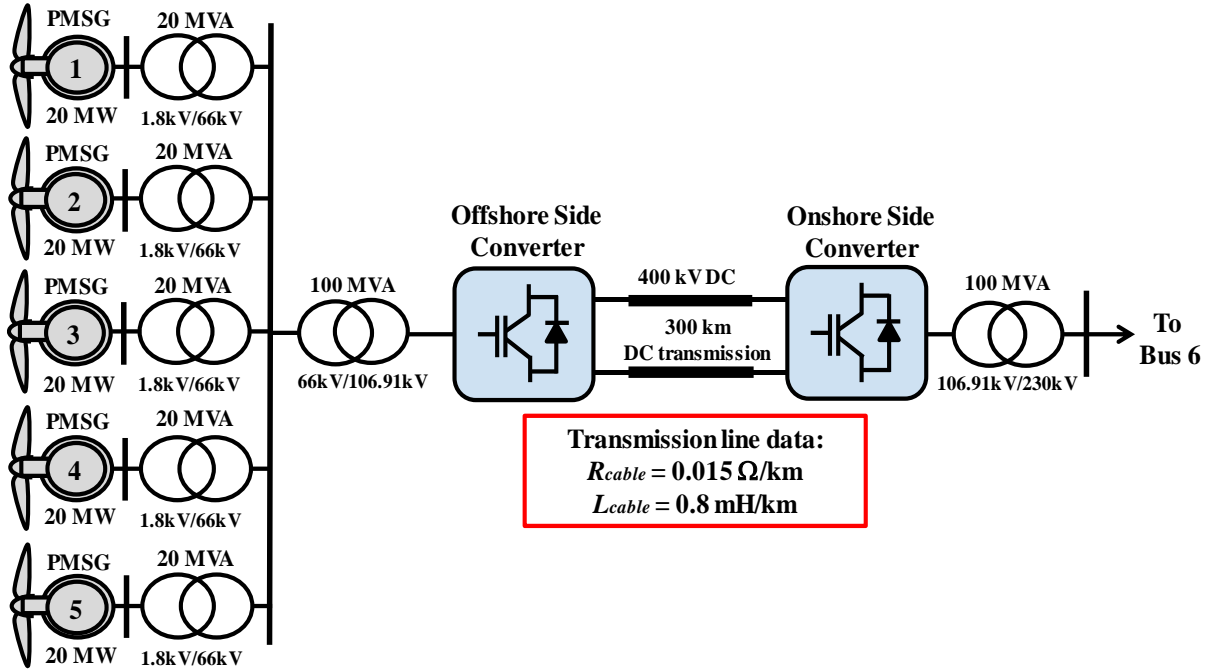 PMSG
20 MVA
1
20 MW
1.8kV/66kV
PMSG
20 MVA
2
20 MW
1.8kV/66kV
PMSG
20 MVA
3
20 MW
1.8kV/66kV
PMSG
20 MVA
4
20 MW
1.8kV/66kV
PMSG
20 MVA
5
20 MW
1.8kV/66kV
100 MVA
66kV/106.91kV
Offshore Side
Converter
400 kV DC
300 km
DC transmission
Onshore Side
Converter
100 MVA
106.91kV/230kV
To
Bus 6
Transmission line data:
Rcable = 0.015 Ω/km
Lcable = 0.8 mH/km